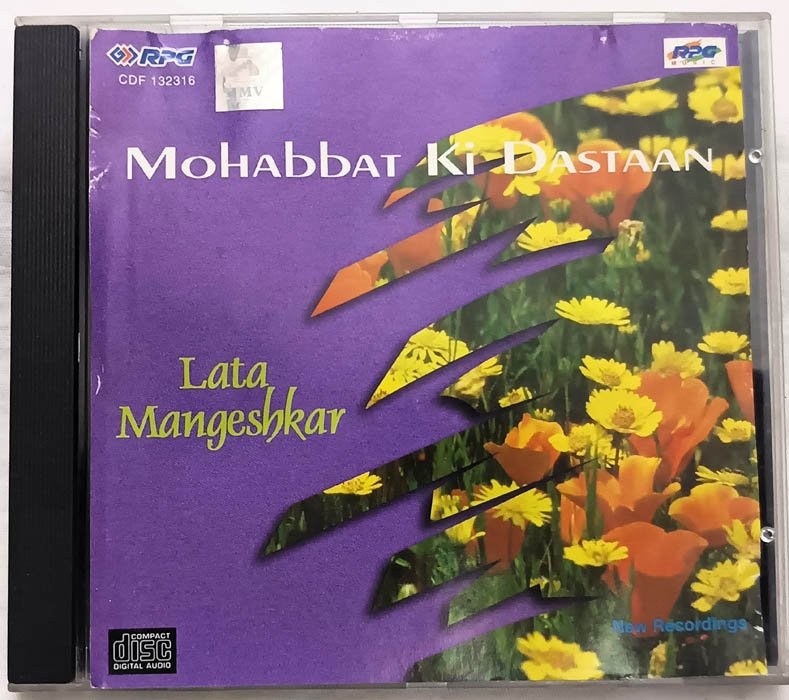 RPG
CDF 132316
HMV
RPG
MUSIC
Mohabbat Ki Dastaan
Lata
Mangeshkar
New Recordings
COMPACT
disc
DIGITAL AUDIO